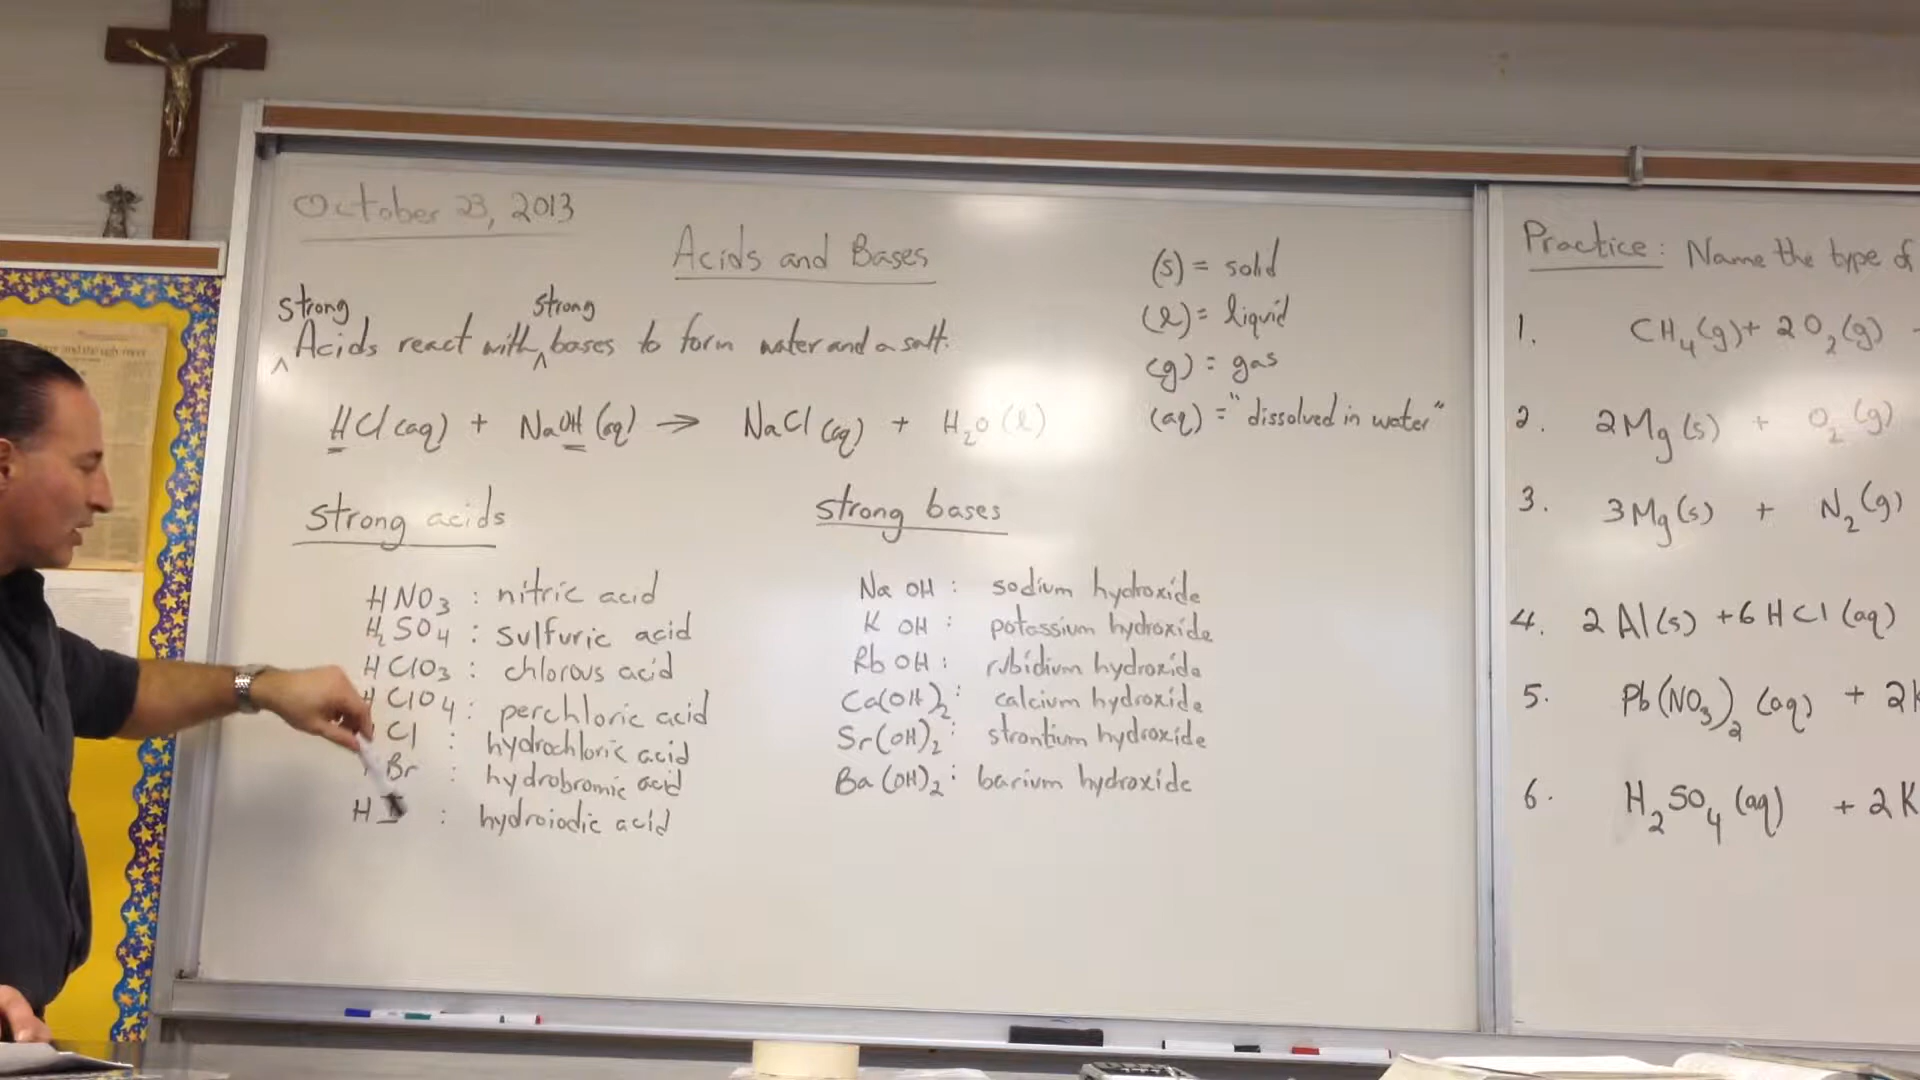 October 23, 2013
Acids and Bases
strong strong
^Acids react with ^bases to form water and a salt.
HCl (aq) + NaOH (aq) → NaCl (aq) + H₂O (l)
(s) = solid
(l) = liquid
(g) = gas
(aq) = "dissolved in water"
strong acids
HNO₃ : nitric acid
H₂SO₄ : sulfuric acid
HClO₃ : chlorous acid
HClO₄ : perchloric acid
Cl : hydrochloric acid
Br : hydrobromic acid
HI : hydroiodic acid
strong bases
NaOH : sodium hydroxide
KOH : potassium hydroxide
RbOH : rubidium hydroxide
Ca(OH)₂ : calcium hydroxide
Sr(OH)₂ : strontium hydroxide
Ba(OH)₂ : barium hydroxide
Practice : Name the type of
1. CH₄(g) + 2O₂(g)
2. 2Mg(s) + O₂(g)
3. 3Mg(s) + N₂(g)
4. 2Al(s) + 6HCl(aq)
5. Pb(NO₃)₂ (aq) + 2K
6. H₂SO₄(aq) + 2K